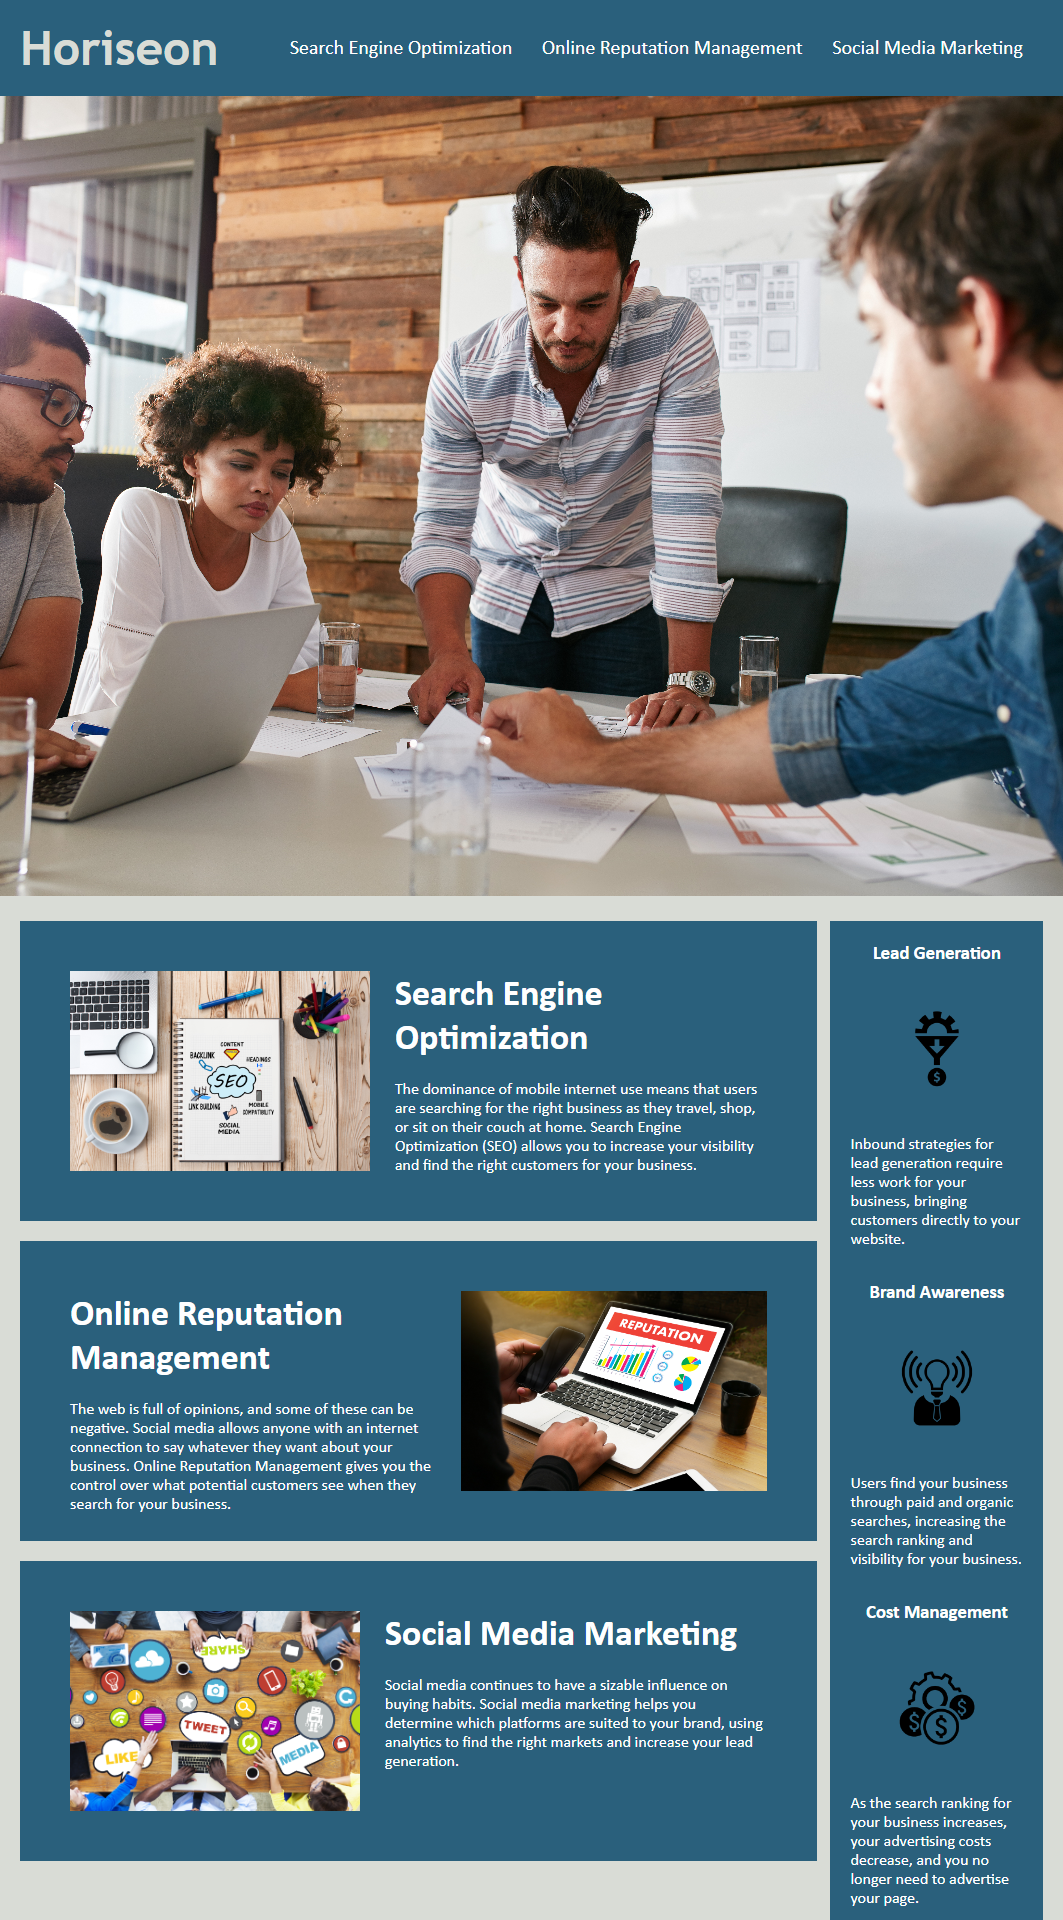 Horiseon
Search Engine Optimization
Online Reputation Management
Social Media Marketing
CONTENT
BACKLINK
HEADINGS
SEO
LINK BUILDING
MOBILE
COMPATIBILITY
SOCIAL
MEDIA
Search Engine
Optimization
The dominance of mobile internet use means that users
are searching for the right business as they travel, shop,
or sit on their couch at home. Search Engine
Optimization (SEO) allows you to increase your visibility
and find the right customers for your business.
Online Reputation
Management
The web is full of opinions, and some of these can be
negative. Social media allows anyone with an internet
connection to say whatever they want about your
business. Online Reputation Management gives you the
control over what potential customers see when they
search for your business.
REPUTATION
SHARE
TWEET
LIKE
MEDIA
Social Media Marketing
Social media continues to have a sizable influence on
buying habits. Social media marketing helps you
determine which platforms are suited to your brand, using
analytics to find the right markets and increase your lead
generation.
Lead Generation
$
Inbound strategies for
lead generation require
less work for your
business, bringing
customers directly to your
website.
Brand Awareness
Users find your business
through paid and organic
searches, increasing the
search ranking and
visibility for your business.
Cost Management
$ $ $
As the search ranking for
your business increases,
your advertising costs
decrease, and you no
longer need to advertise
your page.